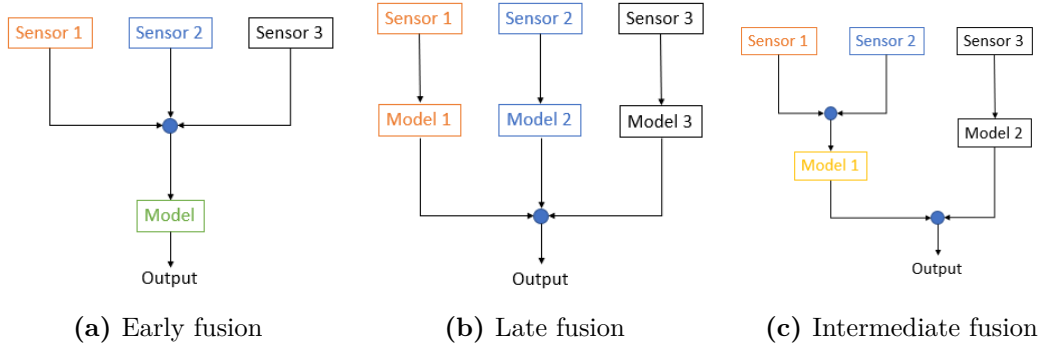 Sensor 1
Sensor 2
Sensor 3
Model
Output
(a) Early fusion
Sensor 1
Sensor 2
Sensor 3
Model 1
Model 2
Model 3
Output
(b) Late fusion
Sensor 1
Sensor 2
Sensor 3
Model 2
Model 1
Output
(c) Intermediate fusion